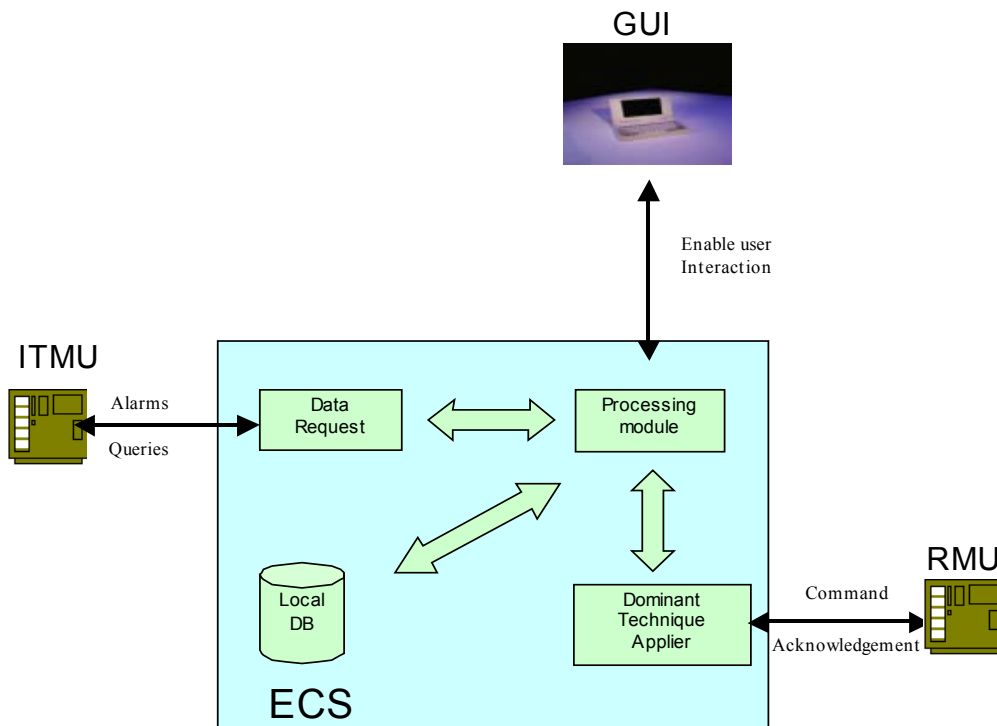 GUI
Enable user
Interaction
ITMU
Alarms
Queries
Data
Request
Processing
module
Local
DB
Dominant
Technique
Applier
RMU
Command
Acknowledgement
ECS